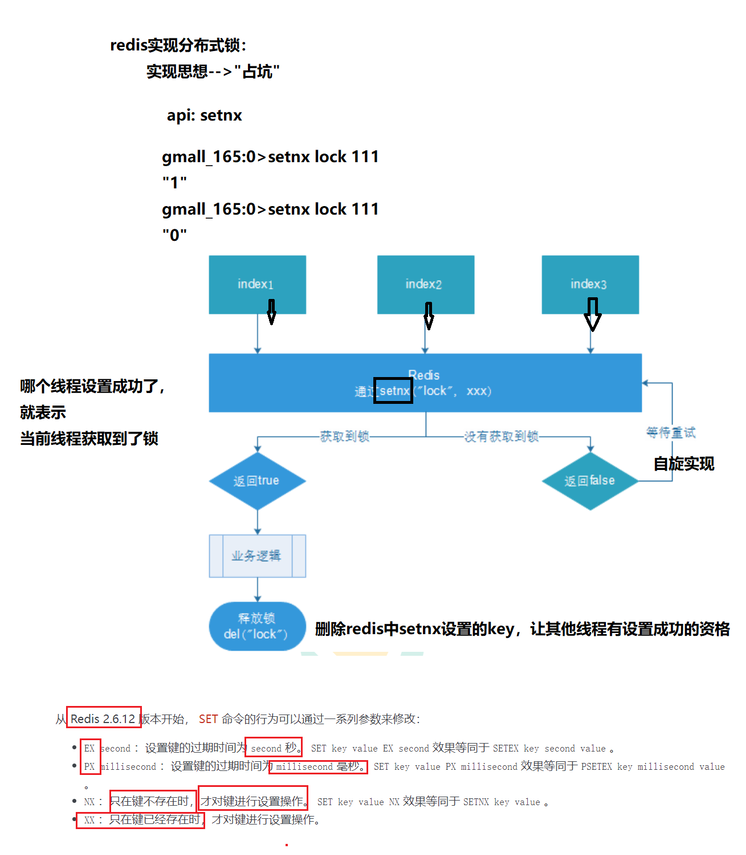 redis实现分布式锁：
实现思想-->"占坑"
api: setnx
gmall_165:0>setnx lock 111
"1"
gmall_165:0>setnx lock 111
"0"
index1
index2
index3
Redis
通过setnx("lock", xxx)
哪个线程设置成功了，
就表示
当前线程获取到了锁
获取到锁
没有获取到锁
等待重试
自旋实现
返回true
返回false
业务逻辑
释放锁
del("lock")
删除redis中setnx设置的key，让其他线程有设置成功的资格
从 Redis 2.6.12 版本开始， SET 命令的行为可以通过一系列参数来修改：
EX second ：设置键的过期时间为 second 秒。 SET key value EX second 效果等同于 SETEX key second value 。
PX millisecond ：设置键的过期时间为 millisecond 毫秒。 SET key value PX millisecond 效果等同于 PSETEX key millisecond value
。
NX ：只在键不存在时，才对键进行设置操作。 SET key value NX 效果等同于 SETNX key value 。
XX ：只在键已经存在时，才对键进行设置操作。